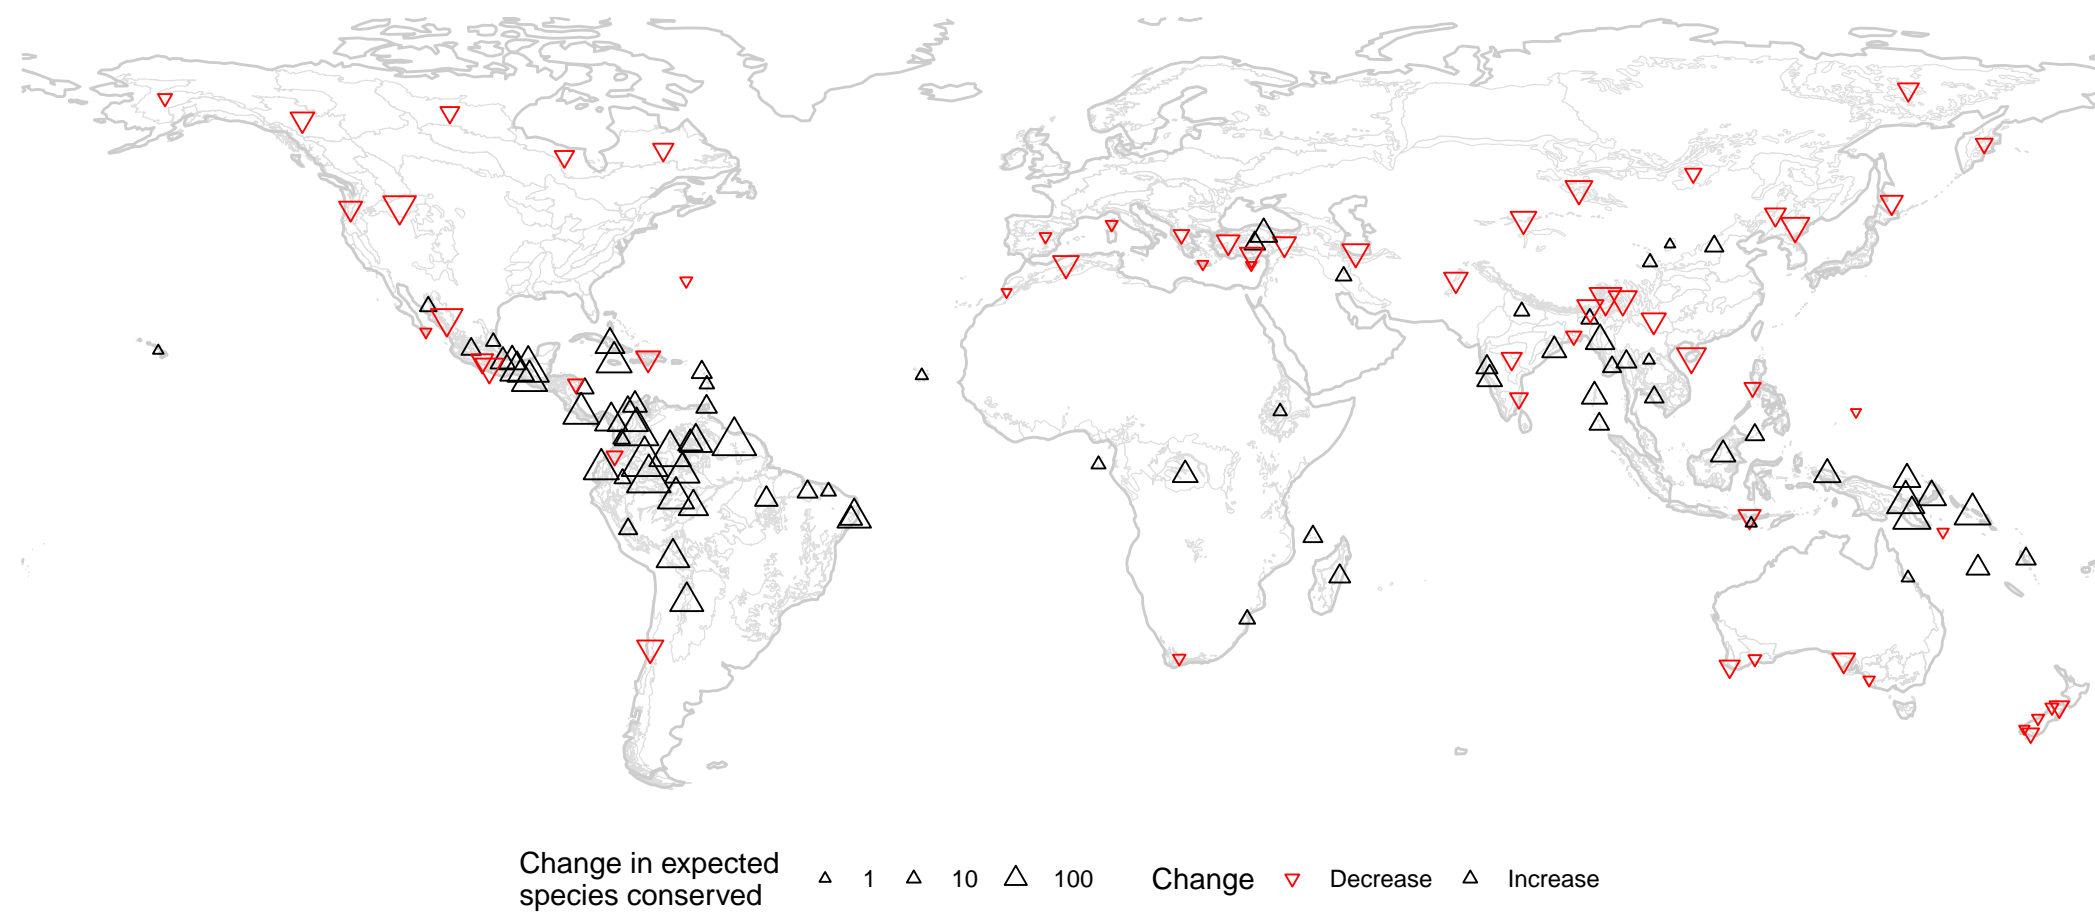 Change in expected
species conserved
1
10
100
Change
Decrease
Increase